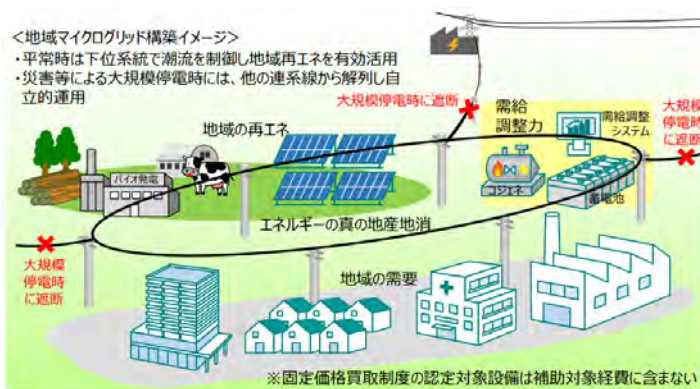 ＜地域マイクログリッド構築イメージ＞
・平常時は下位系統で潮流を制御し地域再エネを有効活用
・災害等による大規模停電時には、他の連系線から解列し自
立的運用
大規模停電時に遮断
地域の再エネ
需給
調整力
需給調整
システム
大規模
停電時
に遮断
バイオ発電
コジェネ
蓄電池
エネルギーの真の地産地消
大規模
停電時
に遮断
地域の需要
※固定価格買取制度の認定対象設備は補助対象経費に含まない